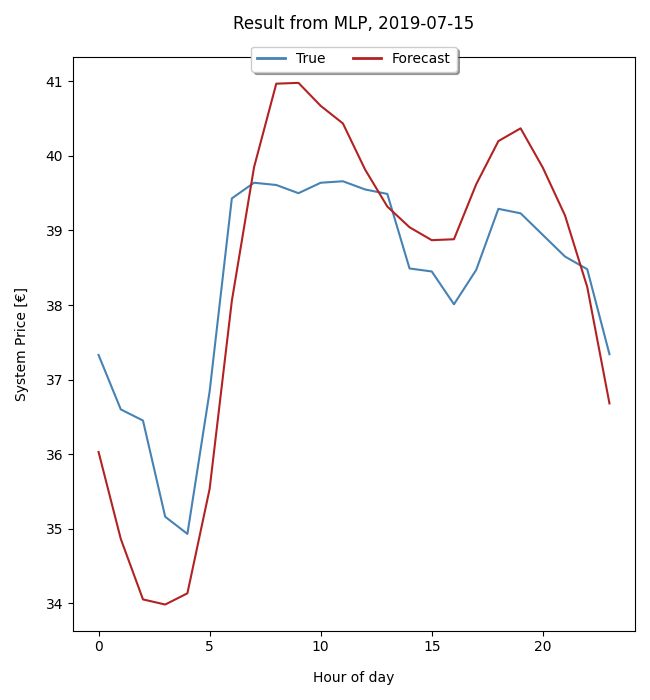 Result from MLP, 2019-07-15
True Forecast
41
40
39
38
37
36
35
34
System Price [€]
0 5 10 15 20
Hour of day